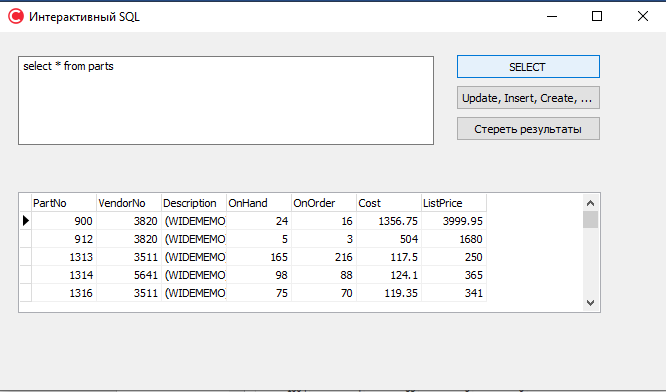 Интерактивный SQL
select * from parts
SELECT
Update, Insert, Create, ...
Стереть результаты
PartNo VendorNo Description OnHand OnOrder Cost ListPrice
900 3820 (WIDEMEMO 24 16 1356.75 3999.95
912 3820 (WIDEMEMO 5 3 504 1680
1313 3511 (WIDEMEMO 165 216 117.5 250
1314 5641 (WIDEMEMO 98 88 124.1 365
1316 3511 (WIDEMEMO 75 70 119.35 341